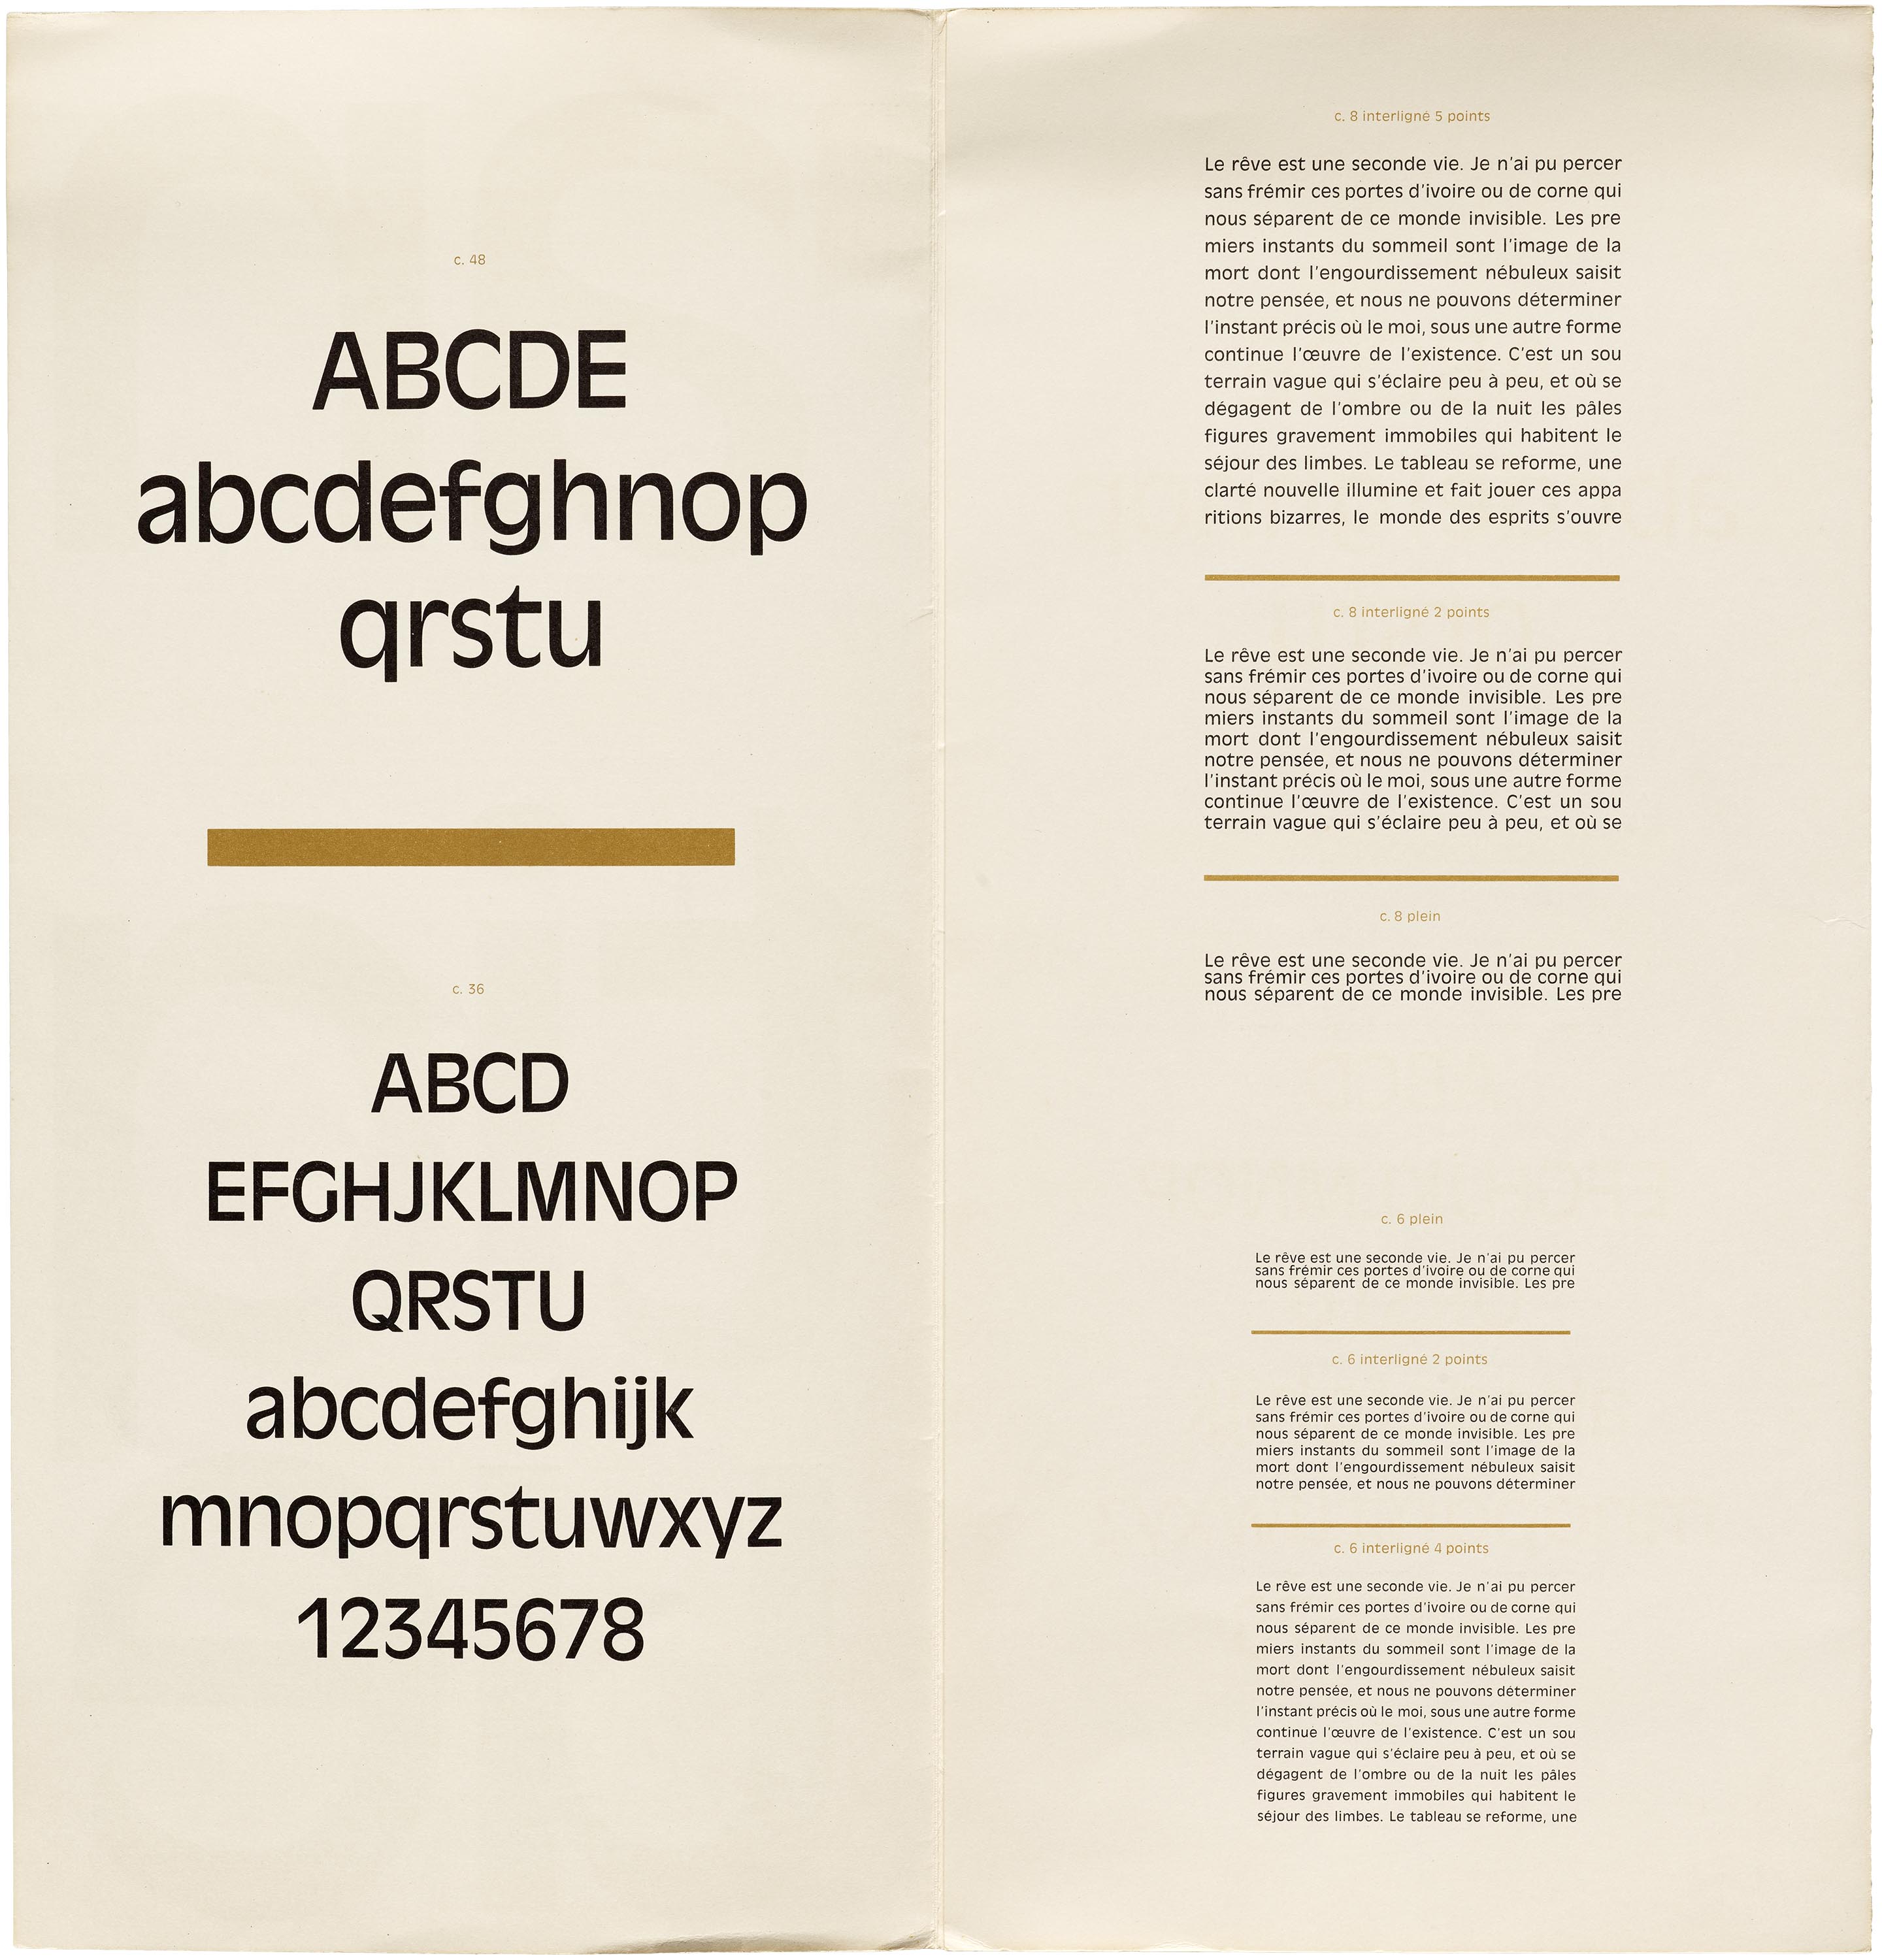 c. 48
ABCDE
abcdefghnop
qrstu
c. 36
ABCD
EFGHJKLMNOP
QRSTU
abcdefghijk
mnopqrstuwxyz
12345678
c. 8 interligné 5 points
Le rêve est une seconde vie. Je n’ai pu percer
sans frémir ces portes d’ivoire ou de corne qui
nous séparent de ce monde invisible. Les pre
miers instants du sommeil sont l’image de la
mort dont l’engourdissement nébuleux saisit
notre pensée, et nous ne pouvons déterminer
l’instant précis où le moi, sous une autre forme
continue l’œuvre de l’existence. C’est un sou
terrain vague qui s’éclaire peu à peu, et où se
dégagent de l’ombre ou de la nuit les pâles
figures gravement immobiles qui habitent le
séjour des limbes. Le tableau se reforme, une
clarté nouvelle illumine et fait jouer ces appa
ritions bizarres, le monde des esprits s’ouvre
c. 8 interligné 2 points
Le rêve est une seconde vie. Je n’ai pu percer
sans frémir ces portes d’ivoire ou de corne qui
nous séparent de ce monde invisible. Les pre
miers instants du sommeil sont l’image de la
mort dont l’engourdissement nébuleux saisit
notre pensée, et nous ne pouvons déterminer
l’instant précis où le moi, sous une autre forme
continue l’œuvre de l’existence. C’est un sou
terrain vague qui s’éclaire peu à peu, et où se
c. 8 plein
Le rêve est une seconde vie. Je n’ai pu percer
sans frémir ces portes d’ivoire ou de corne qui
nous séparent de ce monde invisible. Les pre
c. 6 plein
Le rêve est une seconde vie. Je n’ai pu percer
sans frémir ces portes d’ivoire ou de corne qui
nous séparent de ce monde invisible. Les pre
c. 6 interligné 2 points
Le rêve est une seconde vie. Je n’ai pu percer
sans frémir ces portes d’ivoire ou de corne qui
nous séparent de ce monde invisible. Les pre
miers instants du sommeil sont l’image de la
mort dont l’engourdissement nébuleux saisit
notre pensée, et nous ne pouvons déterminer
c. 6 interligné 4 points
Le rêve est une seconde vie. Je n’ai pu percer
sans frémir ces portes d’ivoire ou de corne qui
nous séparent de ce monde invisible. Les pre
miers instants du sommeil sont l’image de la
mort dont l’engourdissement nébuleux saisit
notre pensée, et nous ne pouvons déterminer
l’instant précis où le moi, sous une autre forme
continue l’œuvre de l’existence. C’est un sou
terrain vague qui s’éclaire peu à peu, et où se
dégagent de l’ombre ou de la nuit les pâles
figures gravement immobiles qui habitent le
séjour des limbes. Le tableau se reforme, une